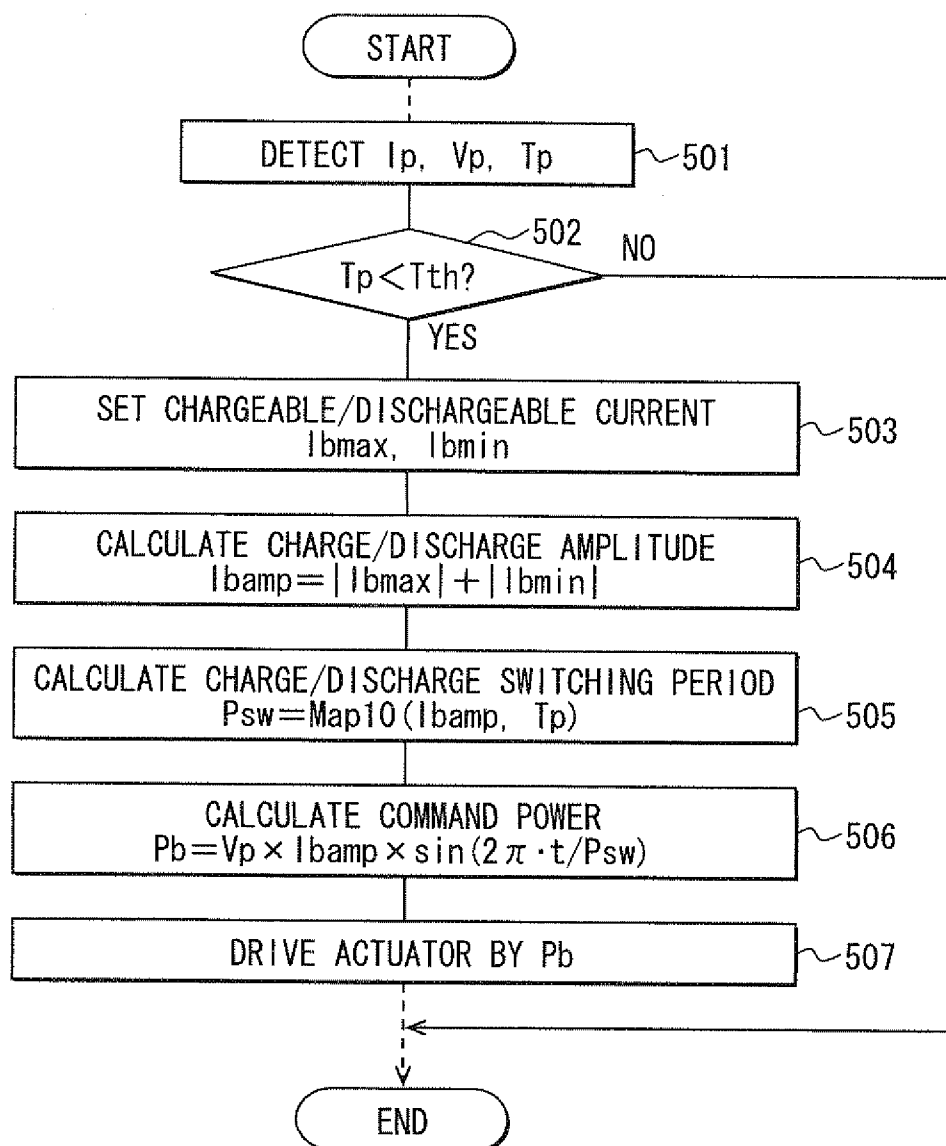 START
DETECT Ip, Vp, Tp
501
502
NO
Tp<Tth?
YES
SET CHARGEABLE/DISCHARGEABLE CURRENT
Ibmax, Ibmin
503
CALCULATE CHARGE/DISCHARGE AMPLITUDE
Ibamp=|Ibmax|+|Ibmin|
504
CALCULATE CHARGE/DISCHARGE SWITCHING PERIOD
Psw=Map10(Ibamp, Tp)
505
CALCULATE COMMAND POWER
Pb=Vp×Ibamp×sin(2π·t/Psw)
506
DRIVE ACTUATOR BY Pb
507
END